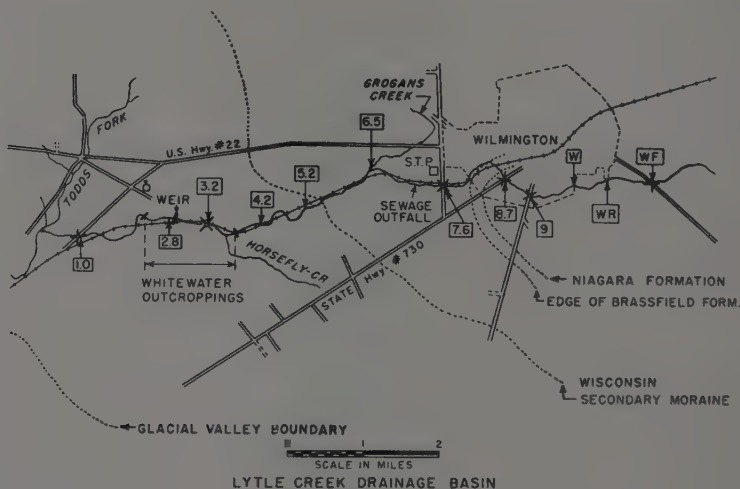 GROGANS
CREEK
FORK
6.5
U.S. Hwy. #22
WILMINGTON
TODDS
S.T.P.
W
WF
5.2
WEIR
3.2
4.2
SEWAGE
OUTFALL
8.7
WR
2.8
7.6
9
1.0
HORSEFLY-CR
WHITEWATER
OUTCROPPINGS
STATE Hwy. #730
NIAGARA FORMATION
EDGE OF BRASSFIELD FORM.
WISCONSIN
SECONDARY MORAINE
GLACIAL VALLEY BOUNDARY
1 2
SCALE IN MILES
LYTLE CREEK DRAINAGE BASIN